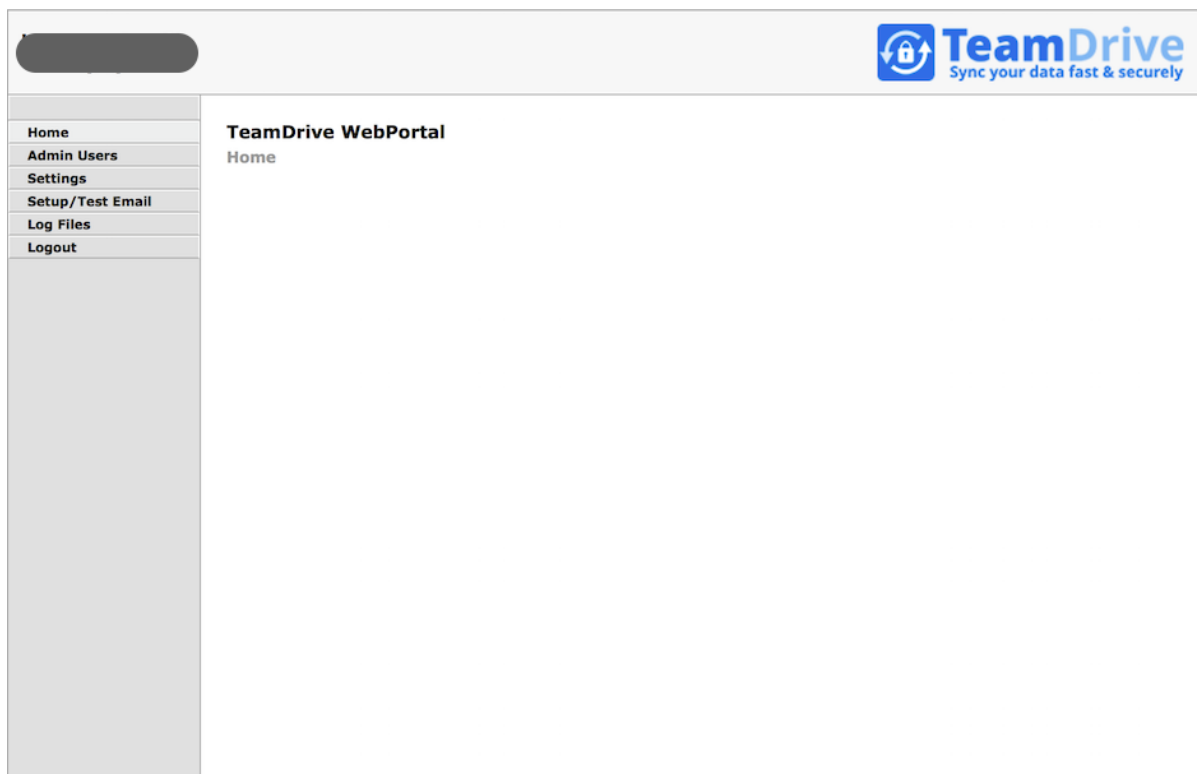 TeamDrive
Sync your data fast & securely
Home
Admin Users
Settings
Setup/Test Email
Log Files
Logout
TeamDrive WebPortal
Home